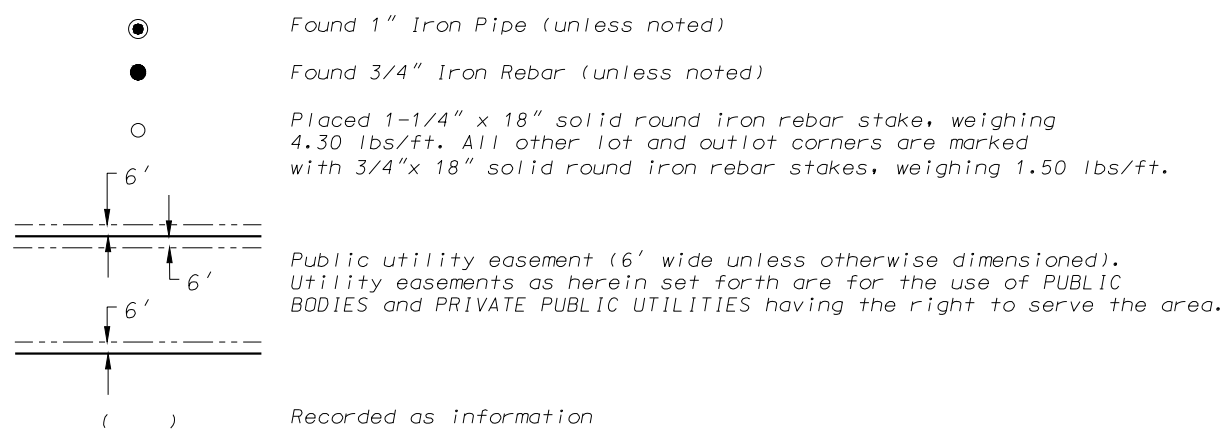 Found 1" Iron Pipe (unless noted)
Found 3/4" Iron Rebar (unless noted)
Placed 1-1/4" x 18" solid round iron rebar stake, weighing
4.30 lbs/ft. All other lot and outlot corners are marked
with 3/4"x 18" solid round iron rebar stakes, weighing 1.50 lbs/ft.
6'
6'
Public utility easement (6' wide unless otherwise dimensioned).
Utility easements as herein set forth are for the use of PUBLIC
BODIES and PRIVATE PUBLIC UTILITIES having the right to serve the area.
6'
( ) Recorded as information